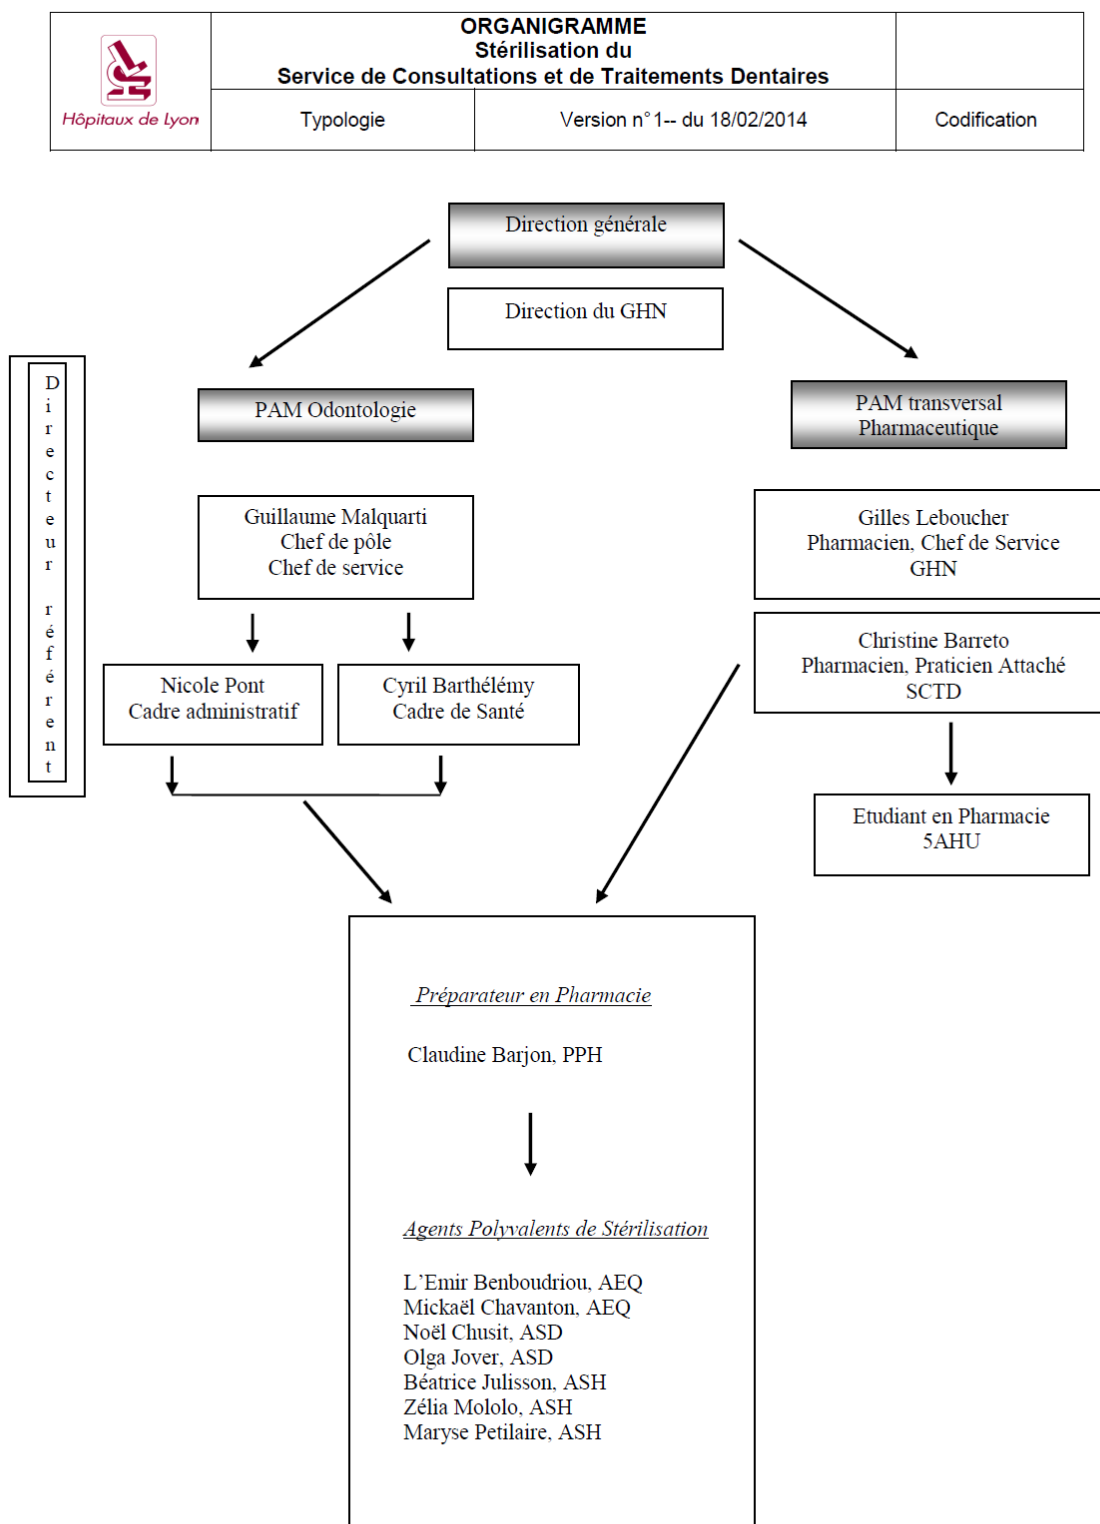 ORGANIGRAMME
Stérilisation du
Service de Consultations et de Traitements Dentaires
Hôpitaux de Lyon
Typologie
Version n°1-- du 18/02/2014
Codification
Direction générale
Direction du GHN
Directeur référent
PAM Odontologie
PAM transversal
Pharmaceutique
Guillaume Malquarti
Chef de pôle
Chef de service
Gilles Leboucher
Pharmacien, Chef de Service
GHN
Nicole Pont
Cadre administratif
Cyril Barthélémy
Cadre de Santé
Christine Barreto
Pharmacien, Praticien Attaché
SCTD
Etudiant en Pharmacie
5AHU
Préparateur en Pharmacie
Claudine Barjon, PPH
Agents Polyvalents de Stérilisation
L'Emir Benboudriou, AEQ
Mickaël Chavanton, AEQ
Noël Chusit, ASD
Olga Jover, ASD
Béatrice Julisson, ASH
Zélia Mololo, ASH
Maryse Petilaire, ASH